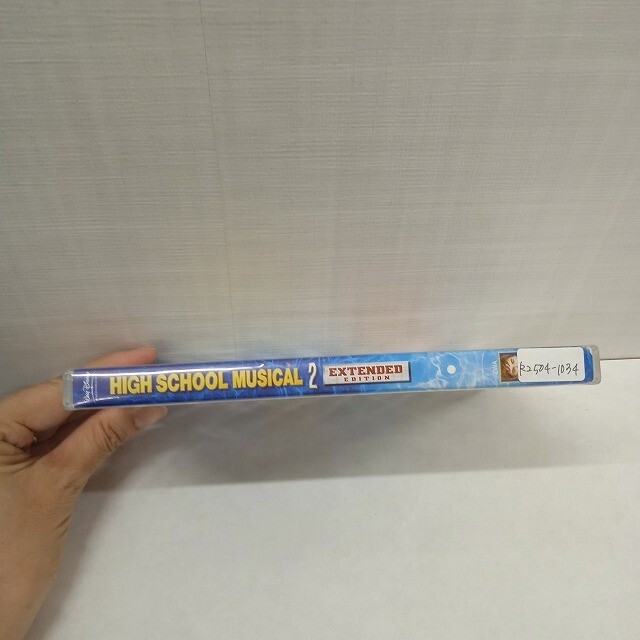 HIGH SCHOOL MUSICAL 2
EXTENDED
EDITION
R2504-1034